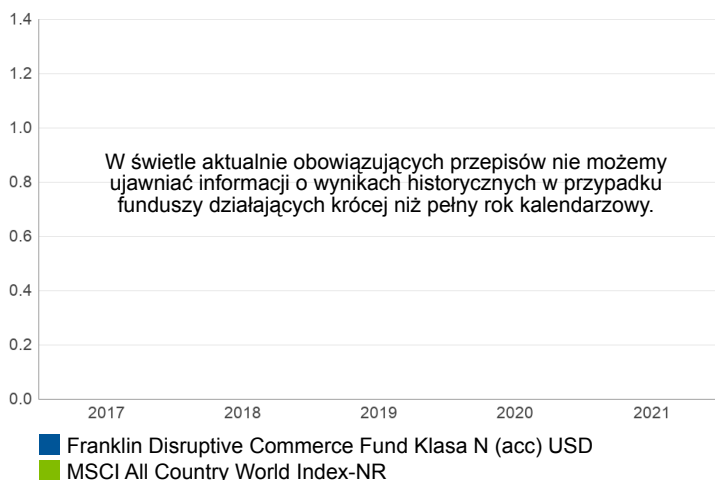 1.4
1.2
1.0
W świetle aktualnie obowiązujących przepisów nie możemy
0.8
ujawniać informacji o wynikach historycznych w przypadku
funduszy działających krócej niż pełny rok kalendarzowy.
0.6
0.4
0.2
0.0
2017 2018 2019 2020 2021
Franklin Disruptive Commerce Fund Klasa N (acc) USD
MSCI All Country World Index-NR